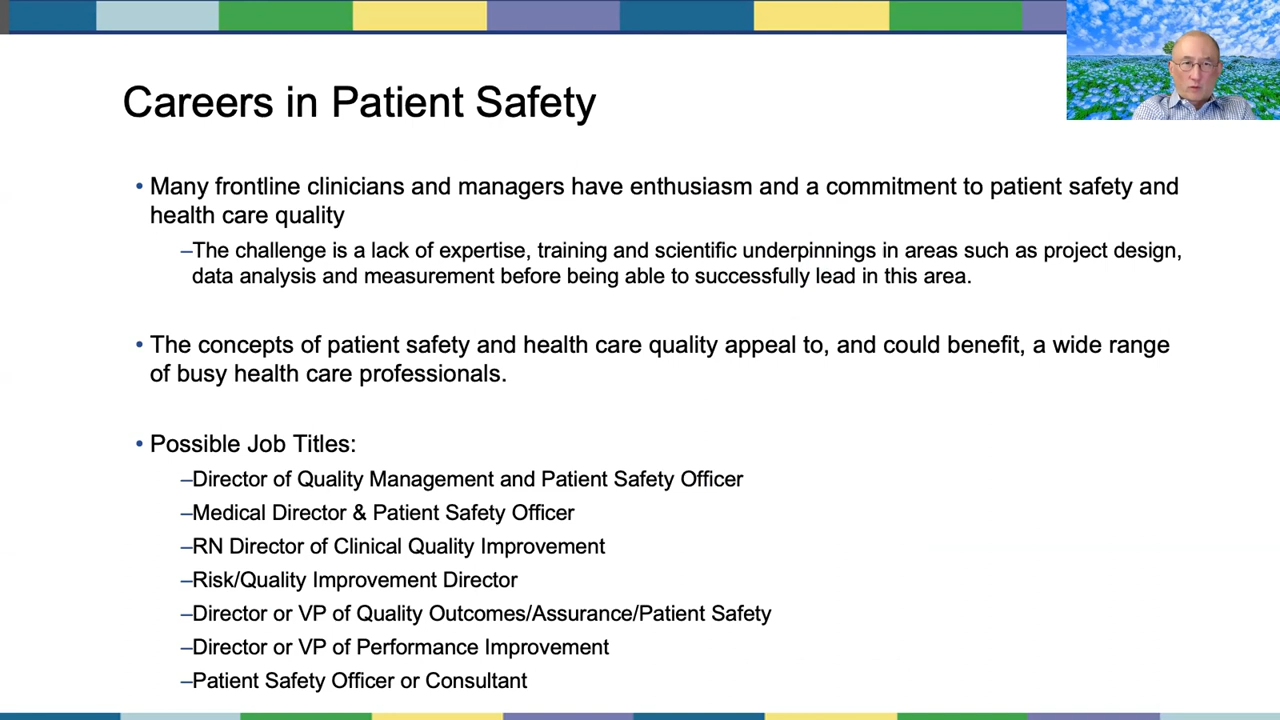 Careers in Patient Safety
• Many frontline clinicians and managers have enthusiasm and a commitment to patient safety and
health care quality
–The challenge is a lack of expertise, training and scientific underpinnings in areas such as project design,
data analysis and measurement before being able to successfully lead in this area.
• The concepts of patient safety and health care quality appeal to, and could benefit, a wide range
of busy health care professionals.
• Possible Job Titles:
–Director of Quality Management and Patient Safety Officer
–Medical Director & Patient Safety Officer
–RN Director of Clinical Quality Improvement
–Risk/Quality Improvement Director
–Director or VP of Quality Outcomes/Assurance/Patient Safety
–Director or VP of Performance Improvement
–Patient Safety Officer or Consultant